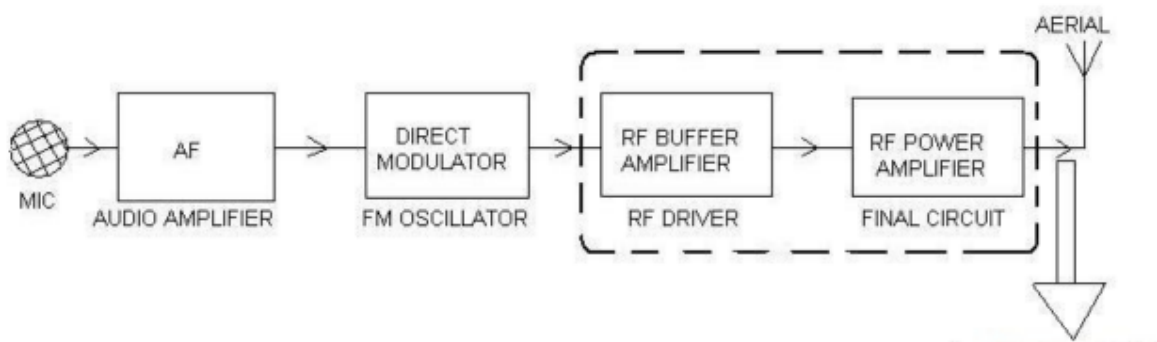 AERIAL
MIC
AF
AUDIO AMPLIFIER
DIRECT
MODULATOR
FM OSCILLATOR
RF BUFFER
AMPLIFIER
RF DRIVER
RF POWER
AMPLIFIER
FINAL CIRCUIT